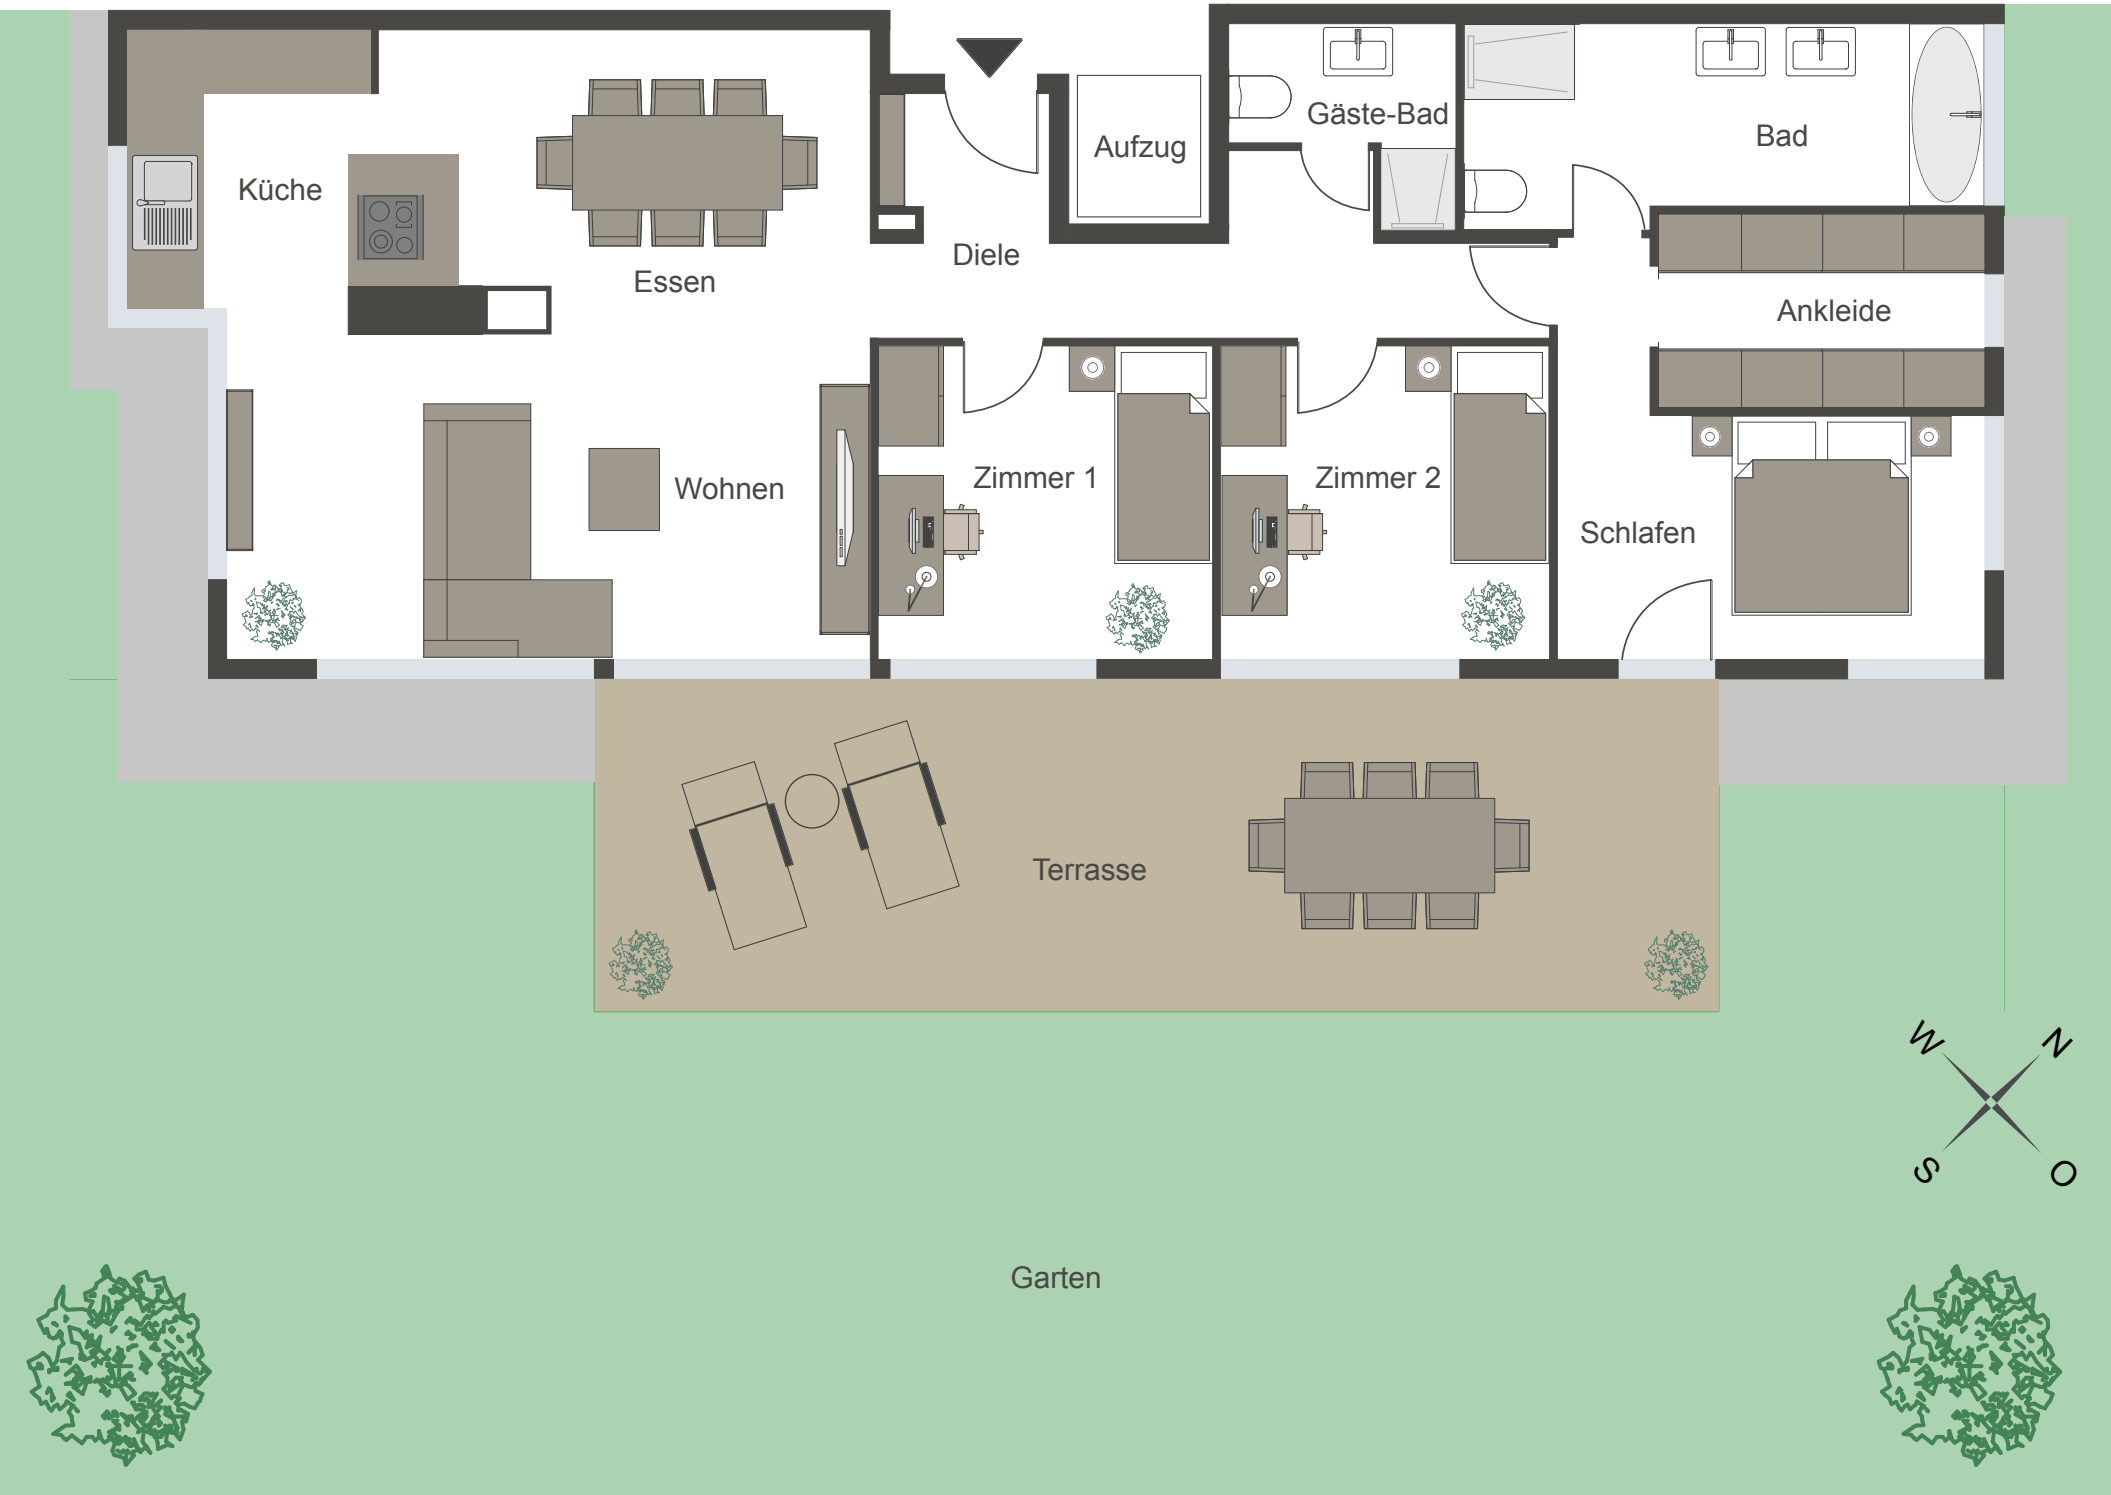 Küche
Essen
Diele
Aufzug
Gäste-Bad
Bad
Ankleide
Wohnen
Zimmer 1
Zimmer 2
Schlafen
Terrasse
W
N
S
O
Garten